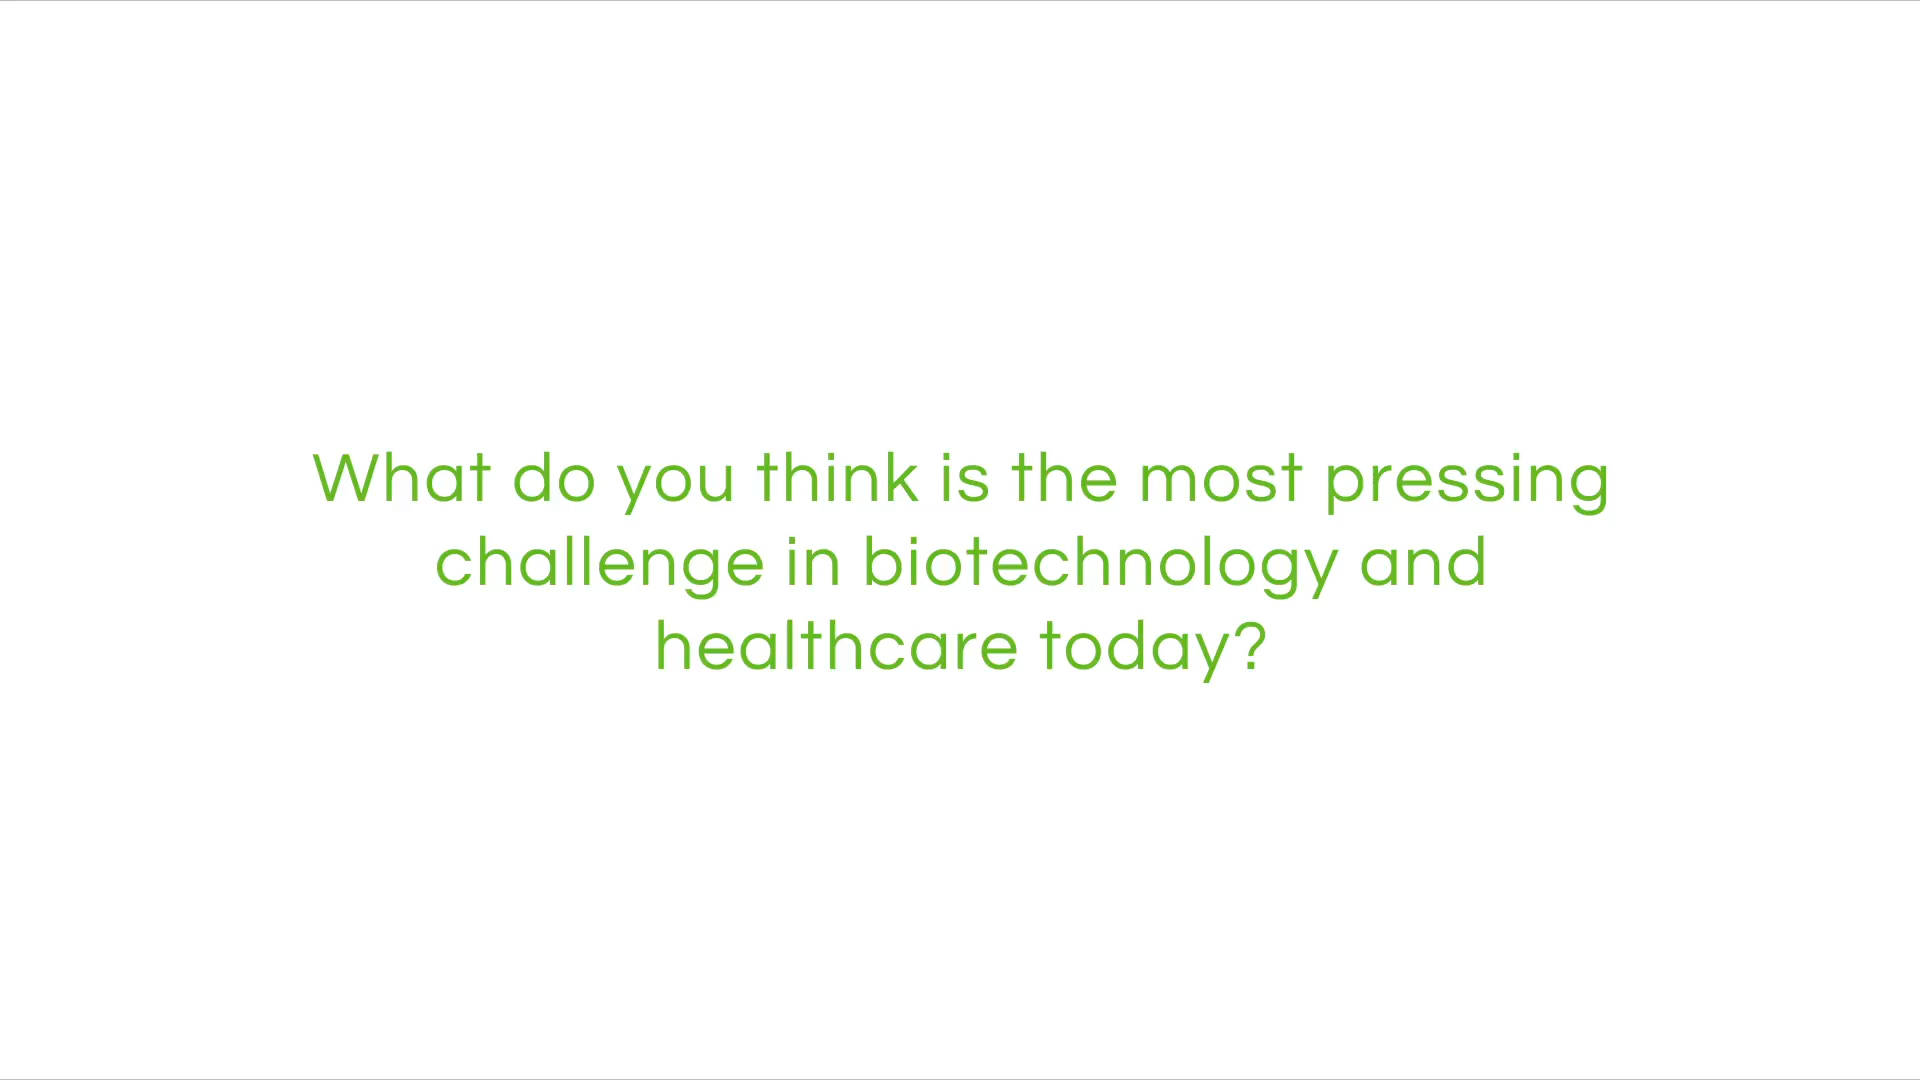 What do you think is the most pressing
challenge in biotechnology and
healthcare today?